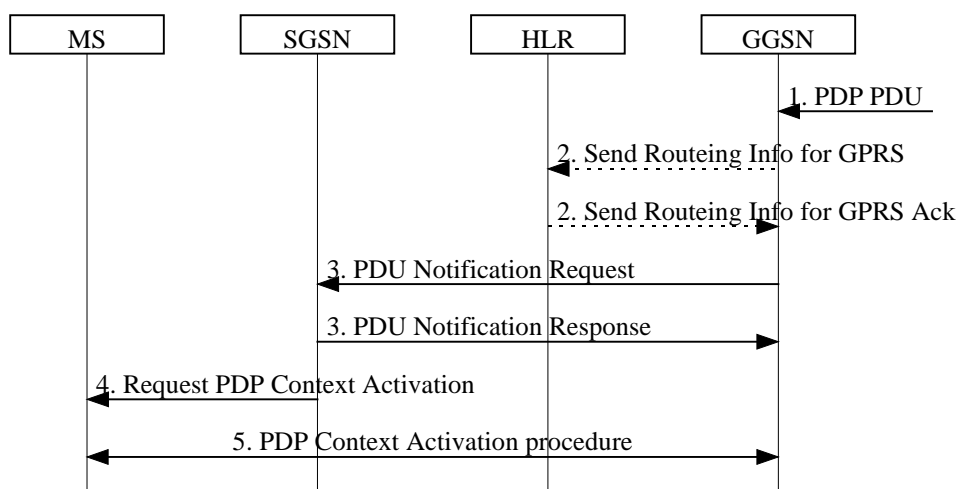 MS SGSN HLR GGSN
1. PDP PDU
2. Send Routeing Info for GPRS
2. Send Routeing Info for GPRS Ack
3. PDU Notification Request
3. PDU Notification Response
4. Request PDP Context Activation
5. PDP Context Activation procedure